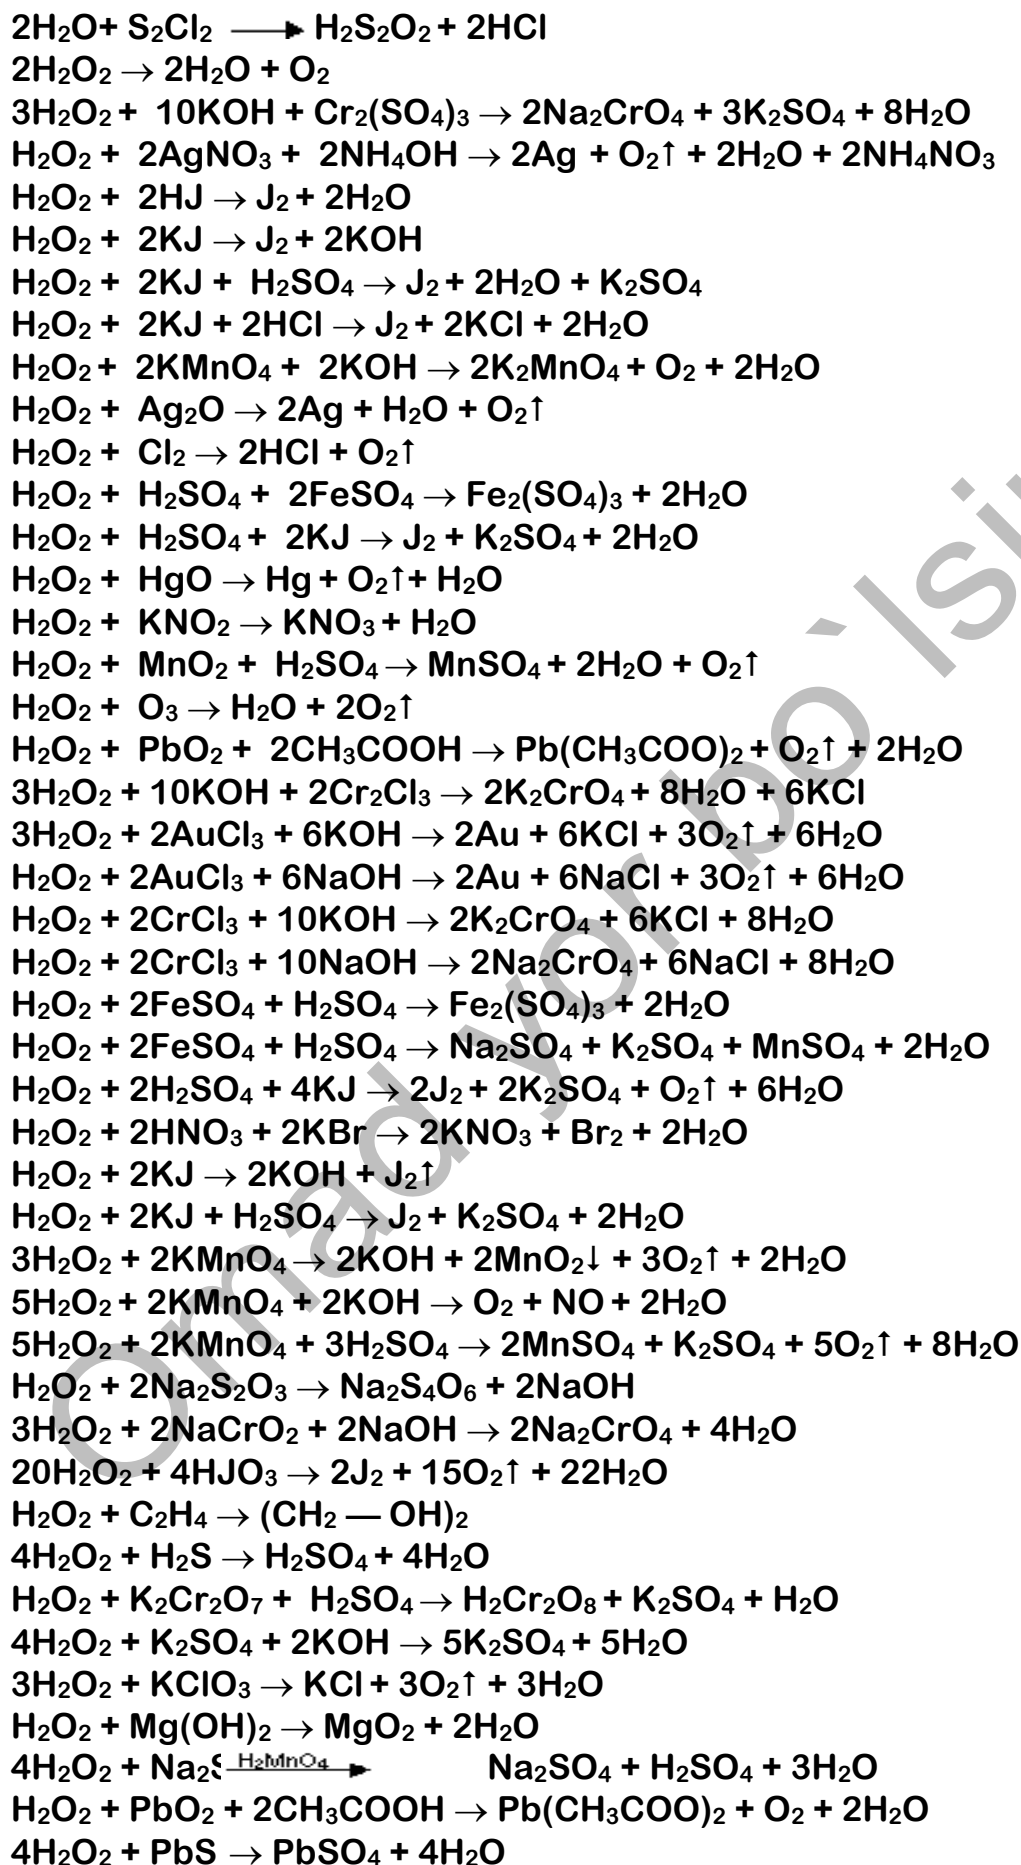 2H₂O+ S₂Cl₂ ⟶ H₂S₂O₂ + 2HCl
2H₂O₂ → 2H₂O + O₂
3H₂O₂ + 10KOH + Cr₂(SO₄)₃ → 2Na₂CrO₄ + 3K₂SO₄ + 8H₂O
H₂O₂ + 2AgNO₃ + 2NH₄OH → 2Ag + O₂↑ + 2H₂O + 2NH₄NO₃
H₂O₂ + 2HJ → J₂ + 2H₂O
H₂O₂ + 2KJ → J₂ + 2KOH
H₂O₂ + 2KJ + H₂SO₄ → J₂ + 2H₂O + K₂SO₄
H₂O₂ + 2KJ + 2HCl → J₂ + 2KCl + 2H₂O
H₂O₂ + 2KMnO₄ + 2KOH → 2K₂MnO₄ + O₂ + 2H₂O
H₂O₂ + Ag₂O → 2Ag + H₂O + O₂↑
H₂O₂ + Cl₂ → 2HCl + O₂↑
H₂O₂ + H₂SO₄ + 2FeSO₄ → Fe₂(SO₄)₃ + 2H₂O
H₂O₂ + H₂SO₄ + 2KJ → J₂ + K₂SO₄ + 2H₂O
H₂O₂ + HgO → Hg + O₂↑+ H₂O
H₂O₂ + KNO₂ → KNO₃ + H₂O
H₂O₂ + MnO₂ + H₂SO₄ → MnSO₄ + 2H₂O + O₂↑
H₂O₂ + O₃ → H₂O + 2O₂↑
H₂O₂ + PbO₂ + 2CH₃COOH → Pb(CH₃COO)₂ + O₂↑ + 2H₂O
3H₂O₂ + 10KOH + 2Cr₂Cl₃ → 2K₂CrO₄ + 8H₂O + 6KCl
3H₂O₂ + 2AuCl₃ + 6KOH → 2Au + 6KCl + 3O₂↑ + 6H₂O
H₂O₂ + 2AuCl₃ + 6NaOH → 2Au + 6NaCl + 3O₂↑ + 6H₂O
H₂O₂ + 2CrCl₃ + 10KOH → 2K₂CrO₄ + 6KCl + 8H₂O
H₂O₂ + 2CrCl₃ + 10NaOH → 2Na₂CrO₄ + 6NaCl + 8H₂O
H₂O₂ + 2FeSO₄ + H₂SO₄ → Fe₂(SO₄)₃ + 2H₂O
H₂O₂ + 2FeSO₄ + H₂SO₄ → Na₂SO₄ + K₂SO₄ + MnSO₄ + 2H₂O
H₂O₂ + 2H₂SO₄ + 4KJ → 2J₂ + 2K₂SO₄ + O₂↑ + 6H₂O
H₂O₂ + 2HNO₃ + 2KBr → 2KNO₃ + Br₂ + 2H₂O
H₂O₂ + 2KJ → 2KOH + J₂↑
H₂O₂ + 2KJ + H₂SO₄ → J₂ + K₂SO₄ + 2H₂O
3H₂O₂ + 2KMnO₄ → 2KOH + 2MnO₂↓ + 3O₂↑ + 2H₂O
5H₂O₂ + 2KMnO₄ + 2KOH → O₂ + NO + 2H₂O
5H₂O₂ + 2KMnO₄ + 3H₂SO₄ → 2MnSO₄ + K₂SO₄ + 5O₂↑ + 8H₂O
H₂O₂ + 2Na₂S₂O₃ → Na₂S₄O₆ + 2NaOH
3H₂O₂ + 2NaCrO₂ + 2NaOH → 2Na₂CrO₄ + 4H₂O
20H₂O₂ + 4HJO₃ → 2J₂ + 15O₂↑ + 22H₂O
H₂O₂ + C₂H₄ → (CH₂ — OH)₂
4H₂O₂ + H₂S → H₂SO₄ + 4H₂O
H₂O₂ + K₂Cr₂O₇ + H₂SO₄ → H₂Cr₂O₈ + K₂SO₄ + H₂O
4H₂O₂ + K₂SO₄ + 2KOH → 5K₂SO₄ + 5H₂O
3H₂O₂ + KClO₃ → KCl + 3O₂↑ + 3H₂O
H₂O₂ + Mg(OH)₂ → MgO₂ + 2H₂O
4H₂O₂ + Na₂S H₂MnO₄ ⟶ Na₂SO₄ + H₂SO₄ + 3H₂O
H₂O₂ + PbO₂ + 2CH₃COOH → Pb(CH₃COO)₂ + O₂ + 2H₂O
4H₂O₂ + PbS → PbSO₄ + 4H₂O
Omad yor bo`lsi